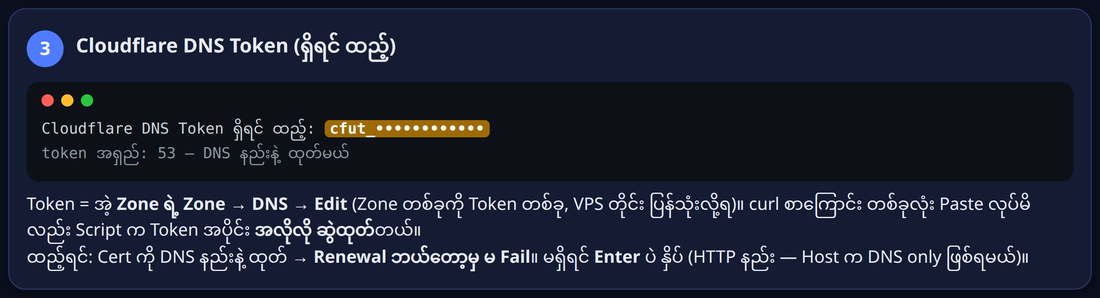 3
Cloudflare DNS Token (ရှိရင် ထည့်)
Cloudflare DNS Token ရှိရင် ထည့်: cfut_••••••••••••
token အရှည်: 53 — DNS နည်းနဲ့ ထုတ်မယ်
Token = အဲ့ Zone ရဲ့ Zone → DNS → Edit (Zone တစ်ခုကို Token တစ်ခု, VPS တိုင်း ပြန်သုံးလို့ရ)။ curl စာကြောင်း တစ်ခုလုံး Paste လုပ်မိ
လည်း Script က Token အပိုင်း အလိုလို ဆွဲထုတ်တယ်။
ထည့်ရင်: Cert ကို DNS နည်းနဲ့ ထုတ် → Renewal ဘယ်တော့မှ မ Fail။ မရှိရင် Enter ပဲ နှိပ် (HTTP နည်း — Host က DNS only ဖြစ်ရမယ်)။